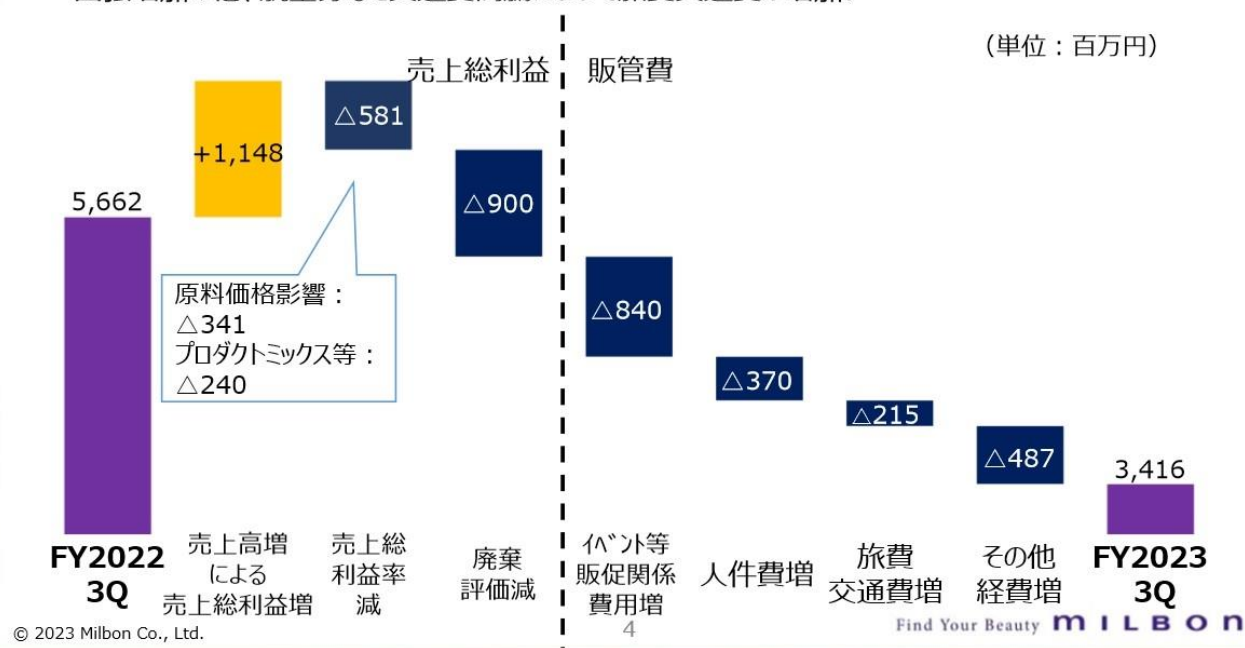 (単位：百万円)
売上総利益
販管費
5,662
+1,148
△581
△900
原料価格影響：
△341
プロダクトミックス等：
△240
△840
△370
△215
△487
3,416
FY2022
3Q
売上高増
による
売上総利益増
売上総
利益率
減
廃棄
評価減
イベント等
販促関係
費用増
人件費増
旅費
交通費増
その他
経費増
FY2023
3Q
© 2023 Milbon Co., Ltd.
4
Find Your Beauty MILBON